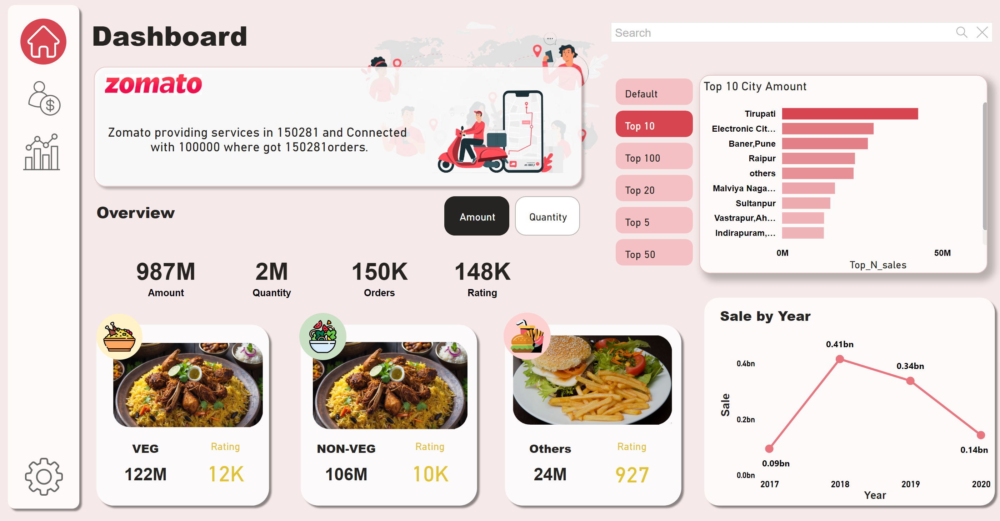 Dashboard
Search
zomato
Zomato providing services in 150281 and Connected
with 100000 where got 150281orders.
Default
Top 10
Top 100
Top 20
Top 5
Top 50
Top 10 City Amount
Tirupati
Electronic Cit...
Baner,Pune
Raipur
others
Malviya Naga...
Sultanpur
Vastrapur,Ah...
Indirapuram,...
0M
50M
Top_N_sales
Overview
Amount
Quantity
987M
Amount
2M
Quantity
150K
Orders
148K
Rating
VEG
122M
Rating
12K
NON-VEG
106M
Rating
10K
Others
24M
Rating
927
Sale by Year
0.41bn
0.4bn
0.34bn
Sale
0.2bn
0.14bn
0.09bn
0.0bn
2017
2018
2019
2020
Year